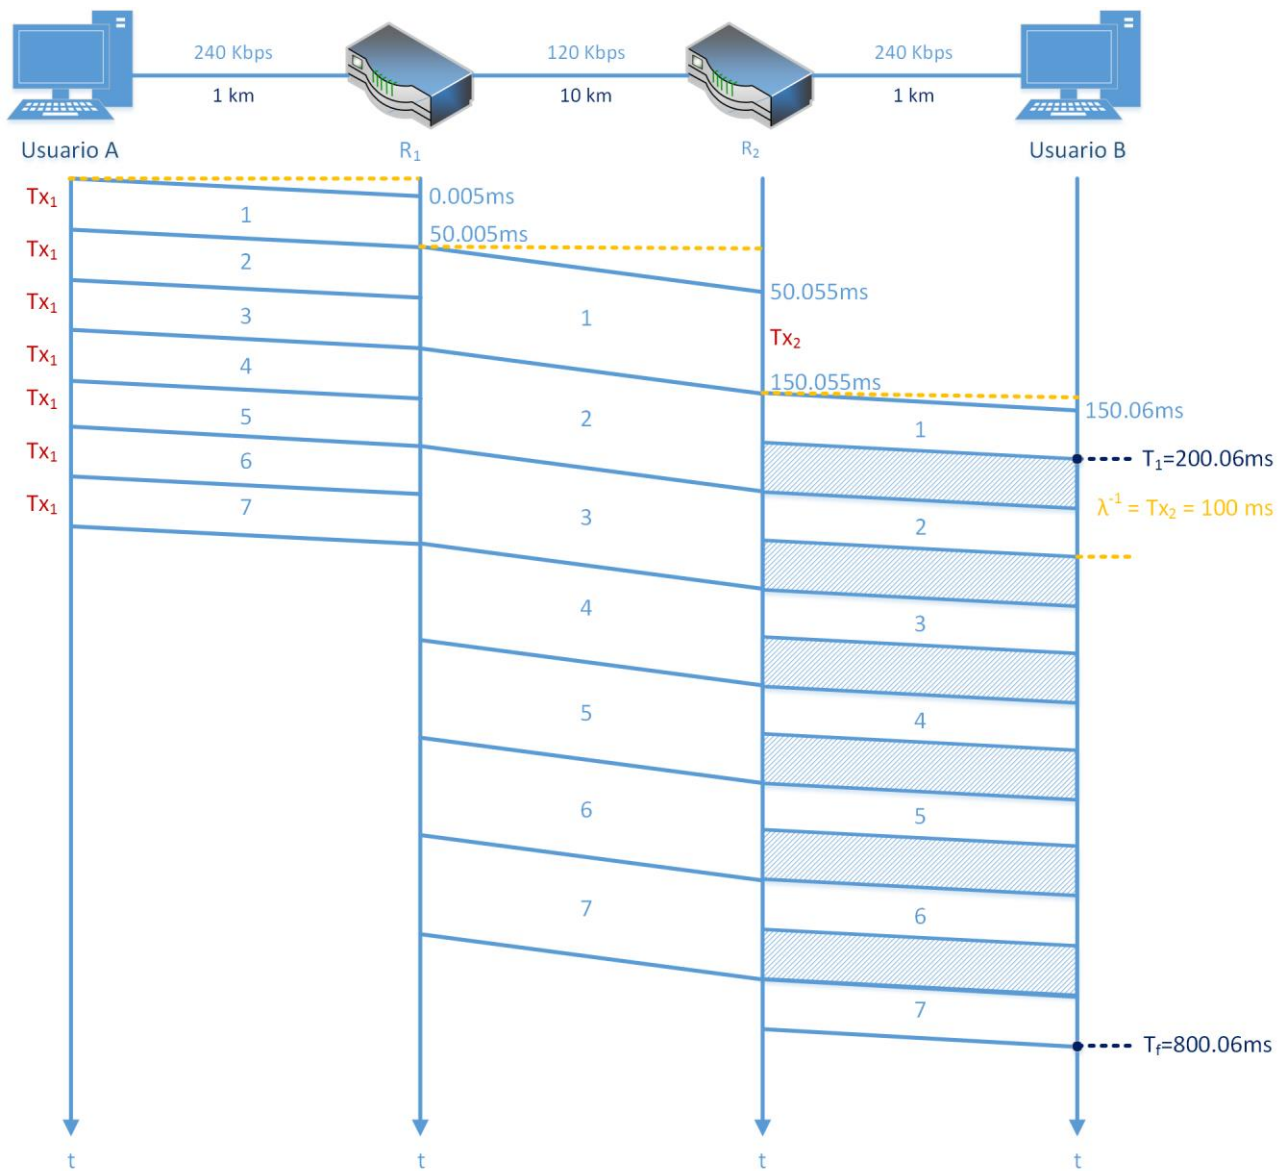 240 Kbps
120 Kbps
240 Kbps
1 km
10 km
1 km
Usuario A
R₁
R₂
Usuario B
Tx₁
0.005ms
1
50.005ms
Tx₁
2
50.055ms
Tx₁
3
1
Tx₂
Tx₁
4
150.055ms
Tx₁
150.06ms
5
2
1
Tx₁
6
T₁=200.06ms
Tx₁
7
λ⁻¹ = Tx₂ = 100 ms
3
2
4
3
5
4
6
5
7
6
7
T_f=800.06ms
t
t
t
t